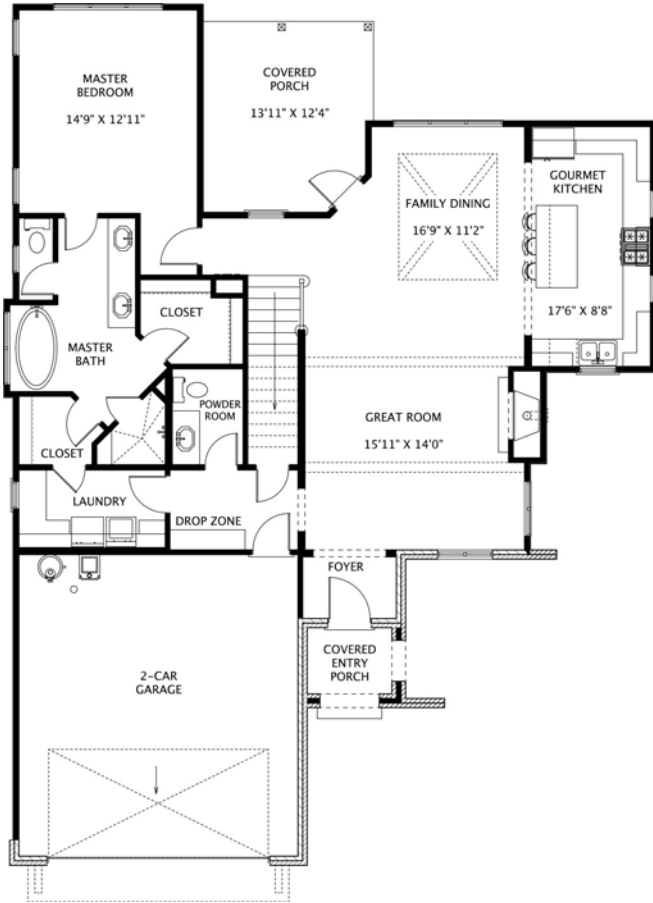 MASTER
BEDROOM
14'9" X 12'11"
COVERED
PORCH
13'11" X 12'4"
FAMILY DINING
16'9" X 11'2"
GOURMET
KITCHEN
17'6" X 8'8"
CLOSET
MASTER
BATH
POWDER
ROOM
GREAT ROOM
15'11" X 14'0"
CLOSET
LAUNDRY
DROP ZONE
FOYER
COVERED
ENTRY
PORCH
2-CAR
GARAGE